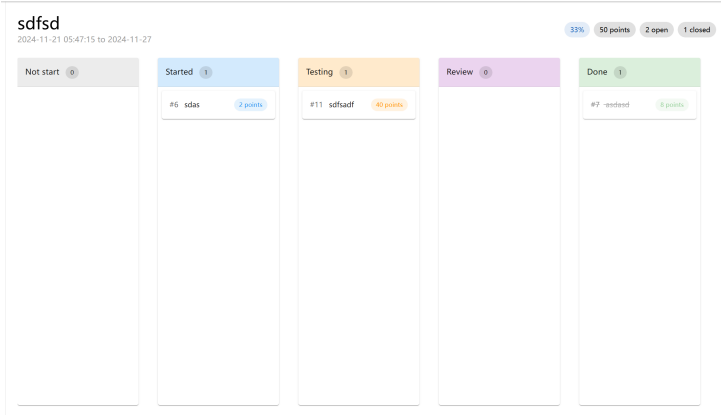 sdfsd
2024-11-21 05:47:15 to 2024-11-27
33% 50 points 2 open 1 closed
Not start 0
Started 1
Testing 1
Review 0
Done 1
#6 sdas 2 points
#11 sdfsadf 40 points
#7 asdasd 8 points